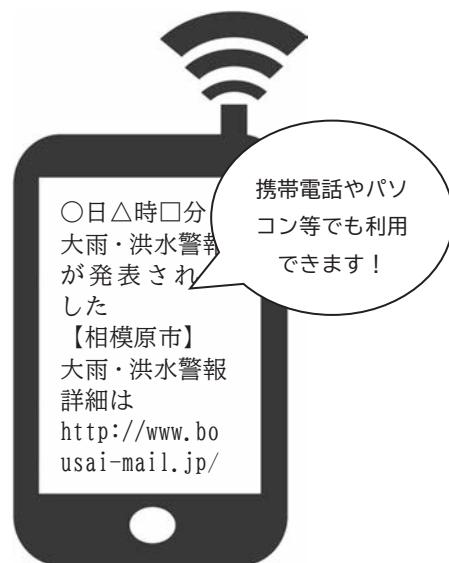 ○日△時□分
大雨・洪水警報
が発表され
した
【相模原市】
大雨・洪水警報
詳細は
http://www.bo
usai-mail.jp/
携帯電話やパソ
コン等でも利用
できます！